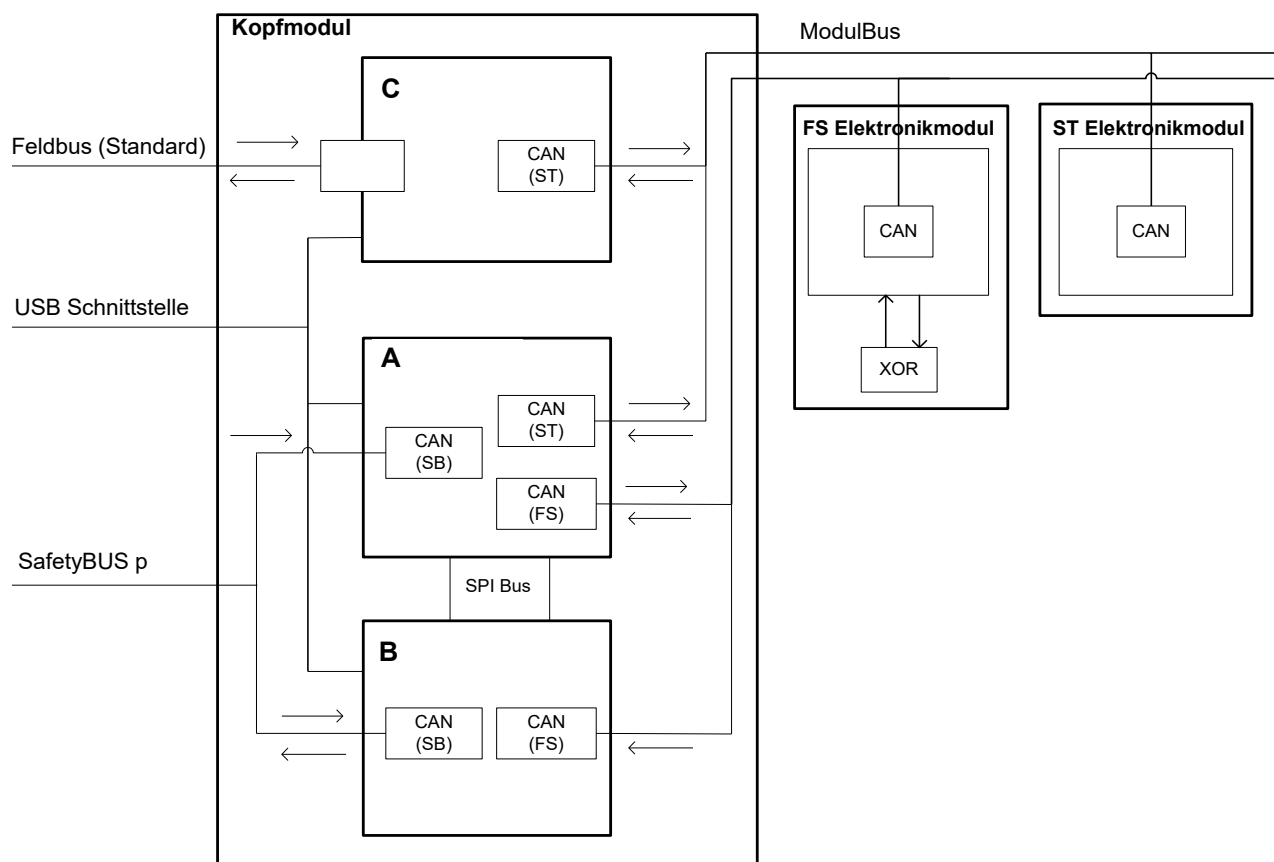 Kopfmodul
ModulBus
C
FS Elektronikmodul
ST Elektronikmodul
Feldbus (Standard)
CAN
(ST)
CAN
CAN
USB Schnittstelle
A
XOR
CAN
(ST)
CAN
(SB)
CAN
(FS)
SafetyBUS p
SPI Bus
B
CAN
(SB)
CAN
(FS)